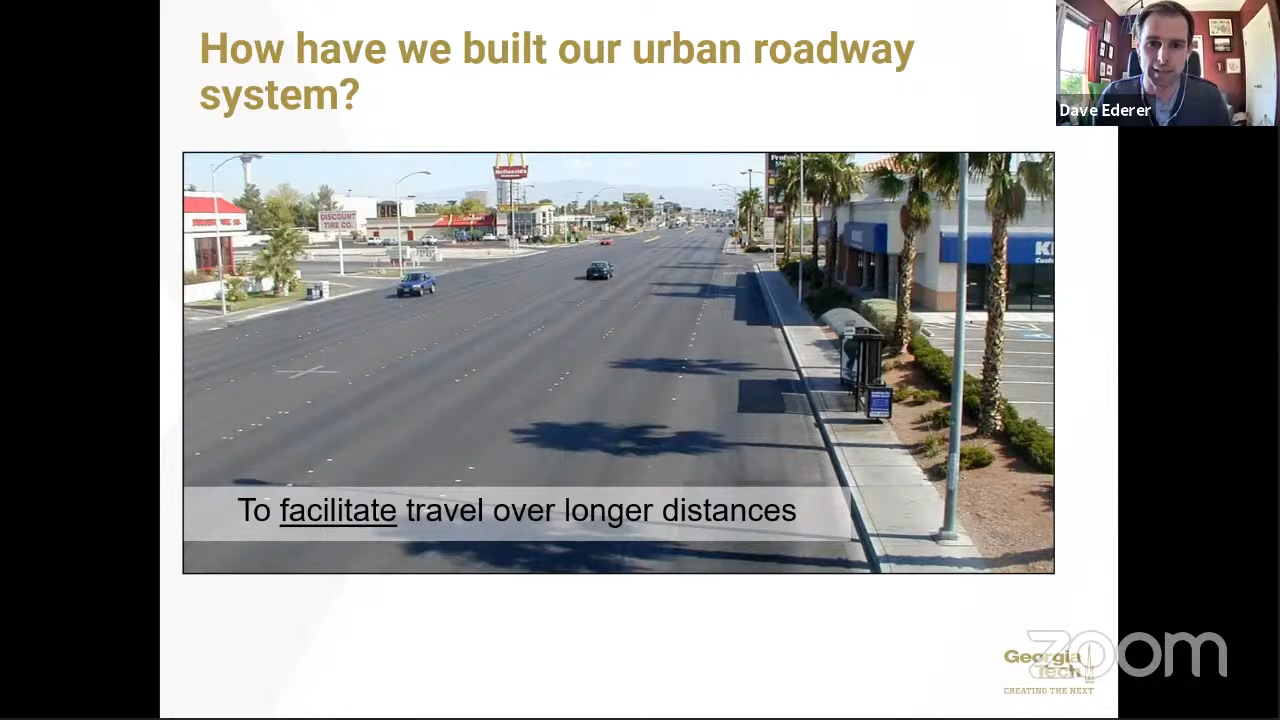 How have we built our urban roadway
system?
Dave Ederer
McDonald's
DISCOUNT
TIRE CO.
To facilitate travel over longer distances
Georgia
Tech
CREATING THE NEXT
zoom